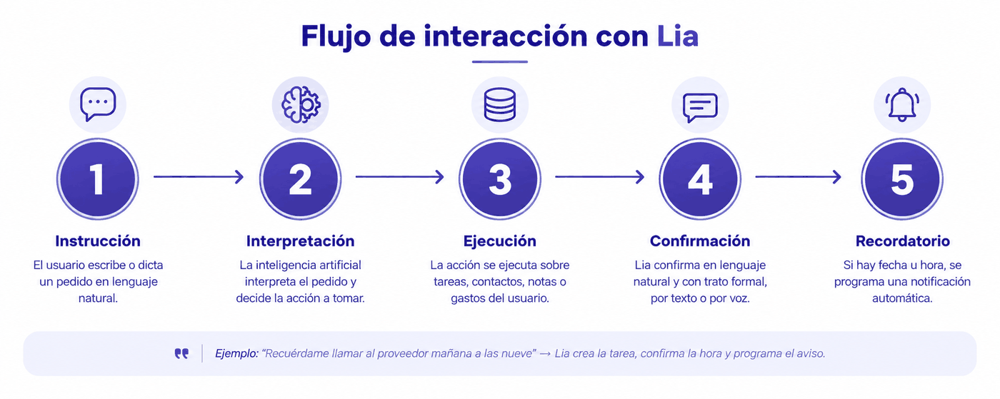 Flujo de interacción con Lia
1
2
3
4
5
Instrucción
El usuario escribe o dicta
un pedido en lenguaje
natural.
Interpretación
La inteligencia artificial
interpreta el pedido y
decide la acción a tomar.
Ejecución
La acción se ejecuta sobre
tareas, contactos, notas o
gastos del usuario.
Confirmación
Lia confirma en lenguaje
natural y con trato formal,
por texto o por voz.
Recordatorio
Si hay fecha u hora, se
programa una notificación
automática.
Ejemplo: “Recuérdame llamar al proveedor mañana a las nueve” → Lia crea la tarea, confirma la hora y programa el aviso.